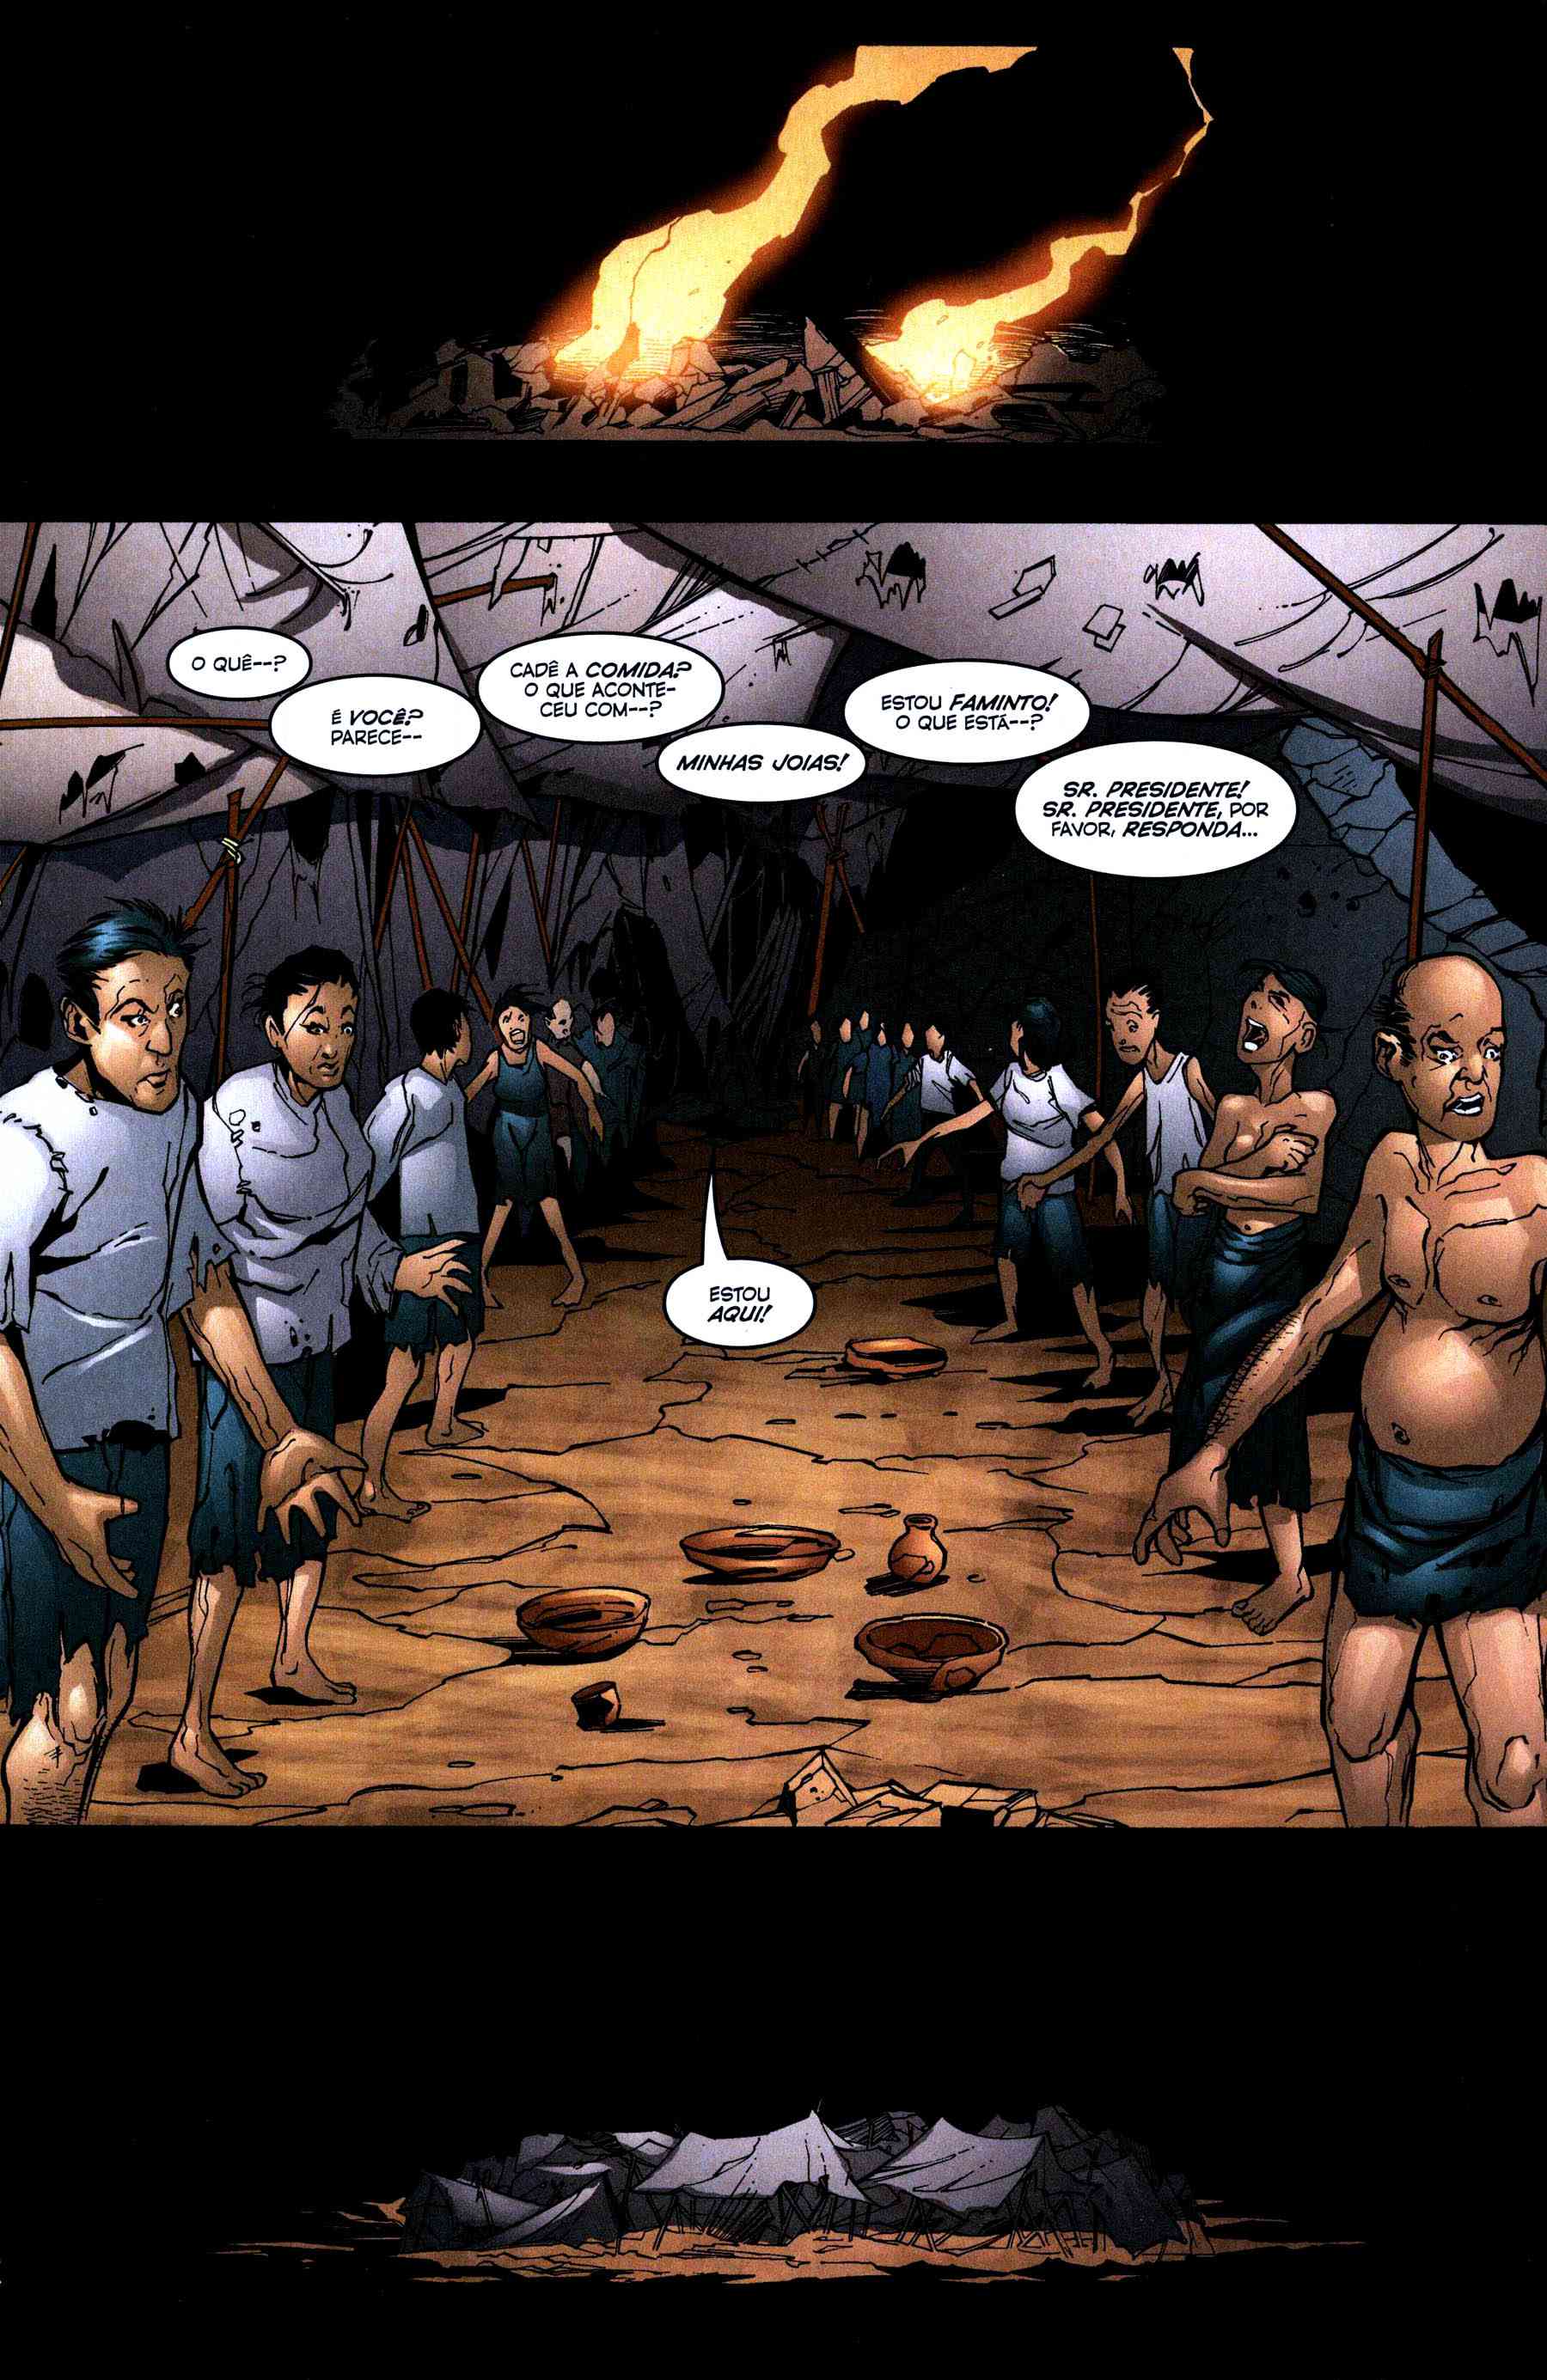 O QUÊ--?
É VOCÊ?
PARECE--
CADÊ A COMIDA?
O QUE ACONTE-
CEU COM--?
MINHAS JOIAS!
ESTOU FAMINTO!
O QUE ESTÁ--?
SR. PRESIDENTE!
SR. PRESIDENTE, POR
FAVOR, RESPONDA...
ESTOU
AQUI!